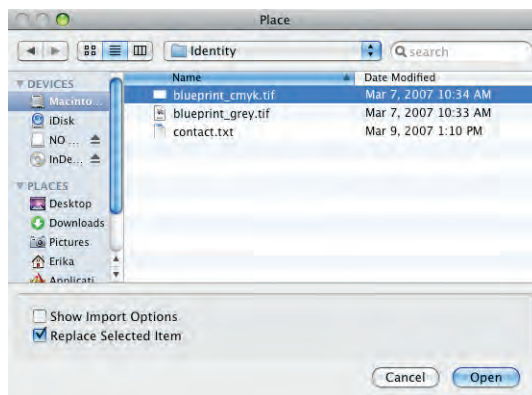 Place
Identity
search
DEVICES
Macinto...
iDisk
NO ...
InDe...
PLACES
Desktop
Downloads
Pictures
Erika
Applicati
Name Date Modified
blueprint_cmyk.tif Mar 7, 2007 10:34 AM
blueprint_grey.tif Mar 7, 2007 10:33 AM
contact.txt Mar 9, 2007 1:10 PM
Show Import Options
Replace Selected Item
Cancel Open